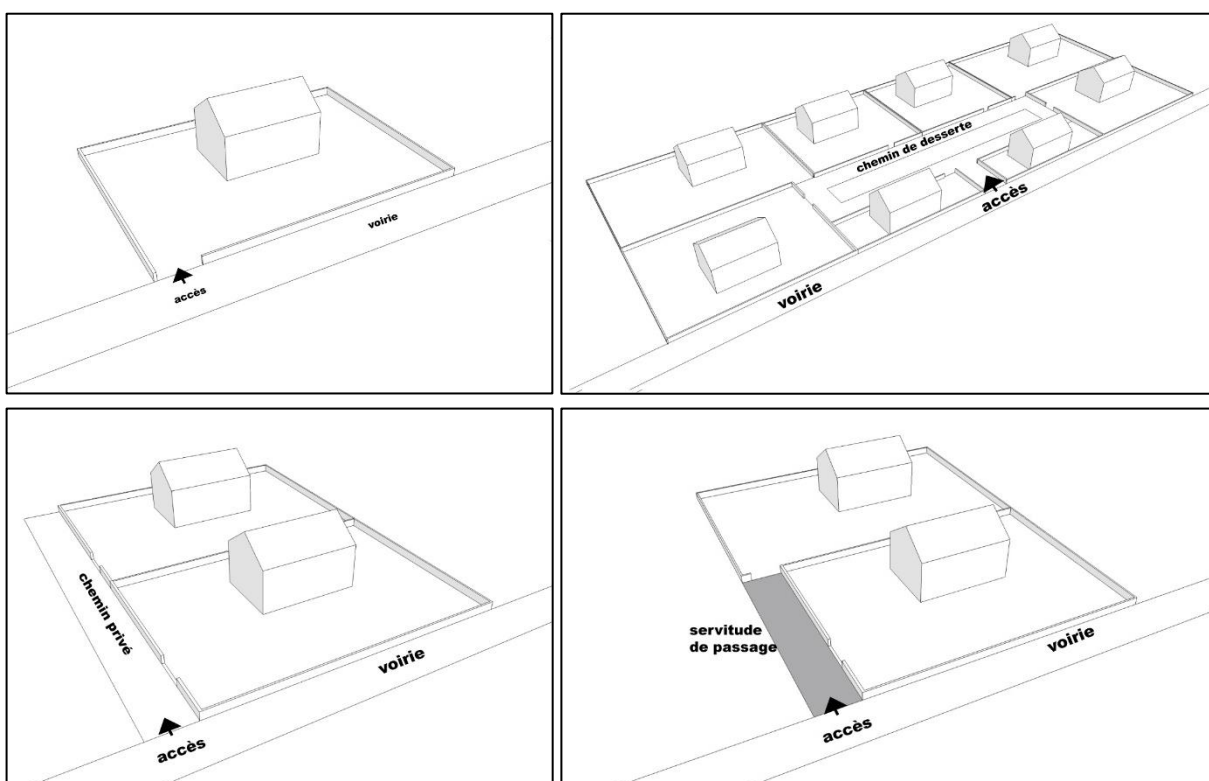 voirie
accès
chemin de desserte
accès
voirie
chemin privé
voirie
accès
servitude
de passage
voirie
accès